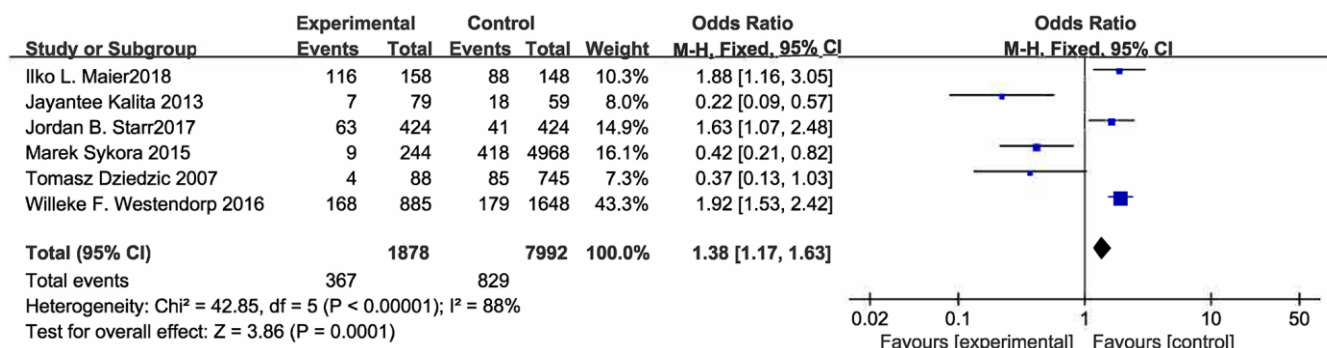 Experimental Control Odds Ratio Odds Ratio
Study or Subgroup Events Total Events Total Weight M-H, Fixed, 95% CI M-H, Fixed, 95% CI
Ilko L. Maier2018 116 158 88 148 10.3% 1.88 [1.16, 3.05]
Jayantee Kalita 2013 7 79 18 59 8.0% 0.22 [0.09, 0.57]
Jordan B. Starr2017 63 424 41 424 14.9% 1.63 [1.07, 2.48]
Marek Sykora 2015 9 244 418 4968 16.1% 0.42 [0.21, 0.82]
Tomasz Dziedzic 2007 4 88 85 745 7.3% 0.37 [0.13, 1.03]
Willeke F. Westendorp 2016 168 885 179 1648 43.3% 1.92 [1.53, 2.42]
Total (95% CI) 1878 7992 100.0% 1.38 [1.17, 1.63]
Total events 367 829
Heterogeneity: Chi² = 42.85, df = 5 (P < 0.00001); I² = 88%
Test for overall effect: Z = 3.86 (P = 0.0001)
0.02 0.1 1 10 50
Favours [experimental] Favours [control]